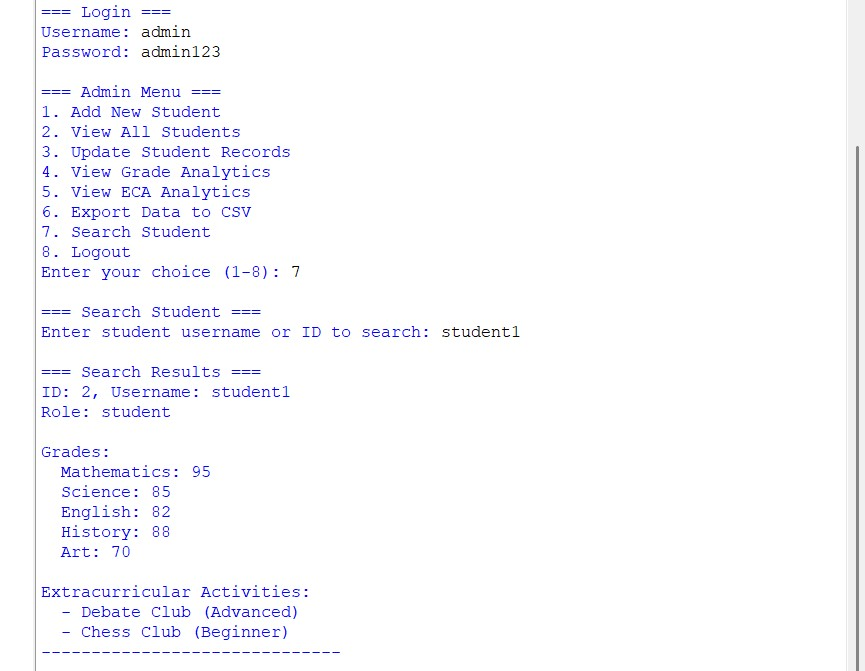 === Login ===
Username: admin
Password: admin123
=== Admin Menu ===
1. Add New Student
2. View All Students
3. Update Student Records
4. View Grade Analytics
5. View ECA Analytics
6. Export Data to CSV
7. Search Student
8. Logout
Enter your choice (1-8): 7
=== Search Student ===
Enter student username or ID to search: student1
=== Search Results ===
ID: 2, Username: student1
Role: student
Grades:
Mathematics: 95
Science: 85
English: 82
History: 88
Art: 70
Extracurricular Activities:
- Debate Club (Advanced)
- Chess Club (Beginner)
------------------------------